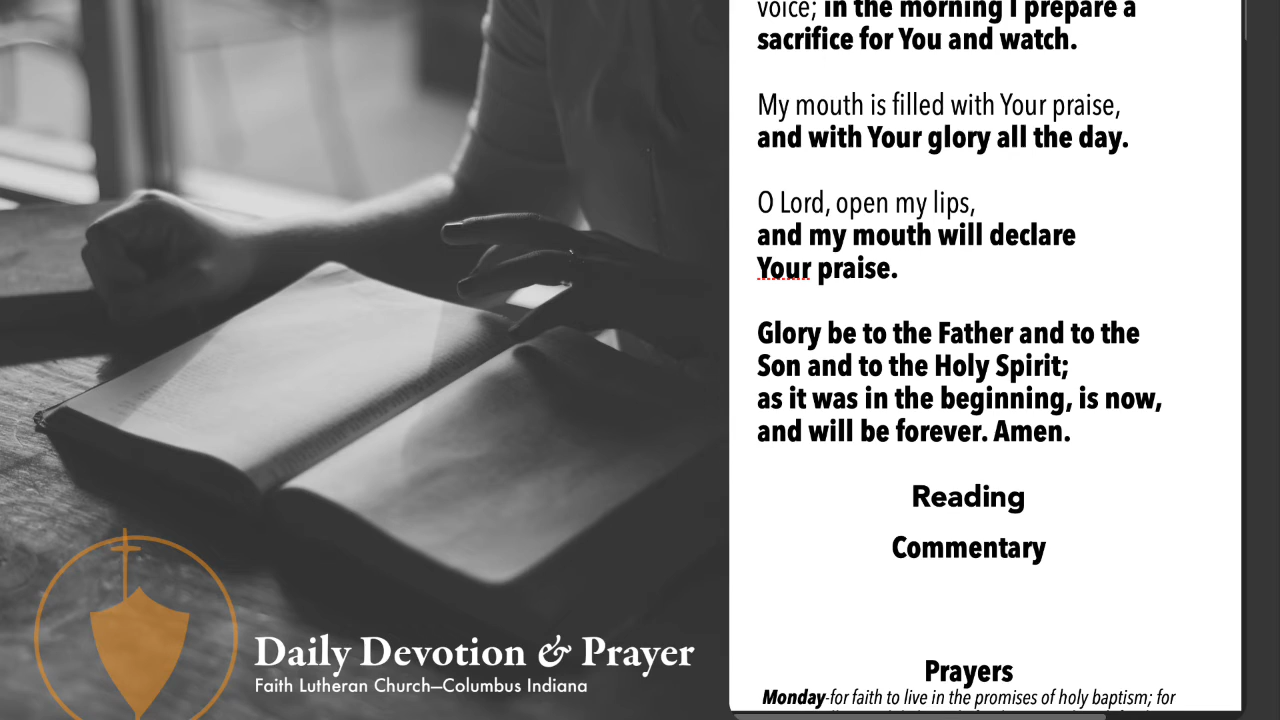 voice; in the morning I prepare a
sacrifice for You and watch.
My mouth is filled with Your praise,
and with Your glory all the day.
O Lord, open my lips,
and my mouth will declare
Your praise.
Glory be to the Father and to the
Son and to the Holy Spirit;
as it was in the beginning, is now,
and will be forever. Amen.
Reading
Commentary
Prayers
Monday-for faith to live in the promises of holy baptism; for
Daily Devotion & Prayer
Faith Lutheran Church—Columbus Indiana